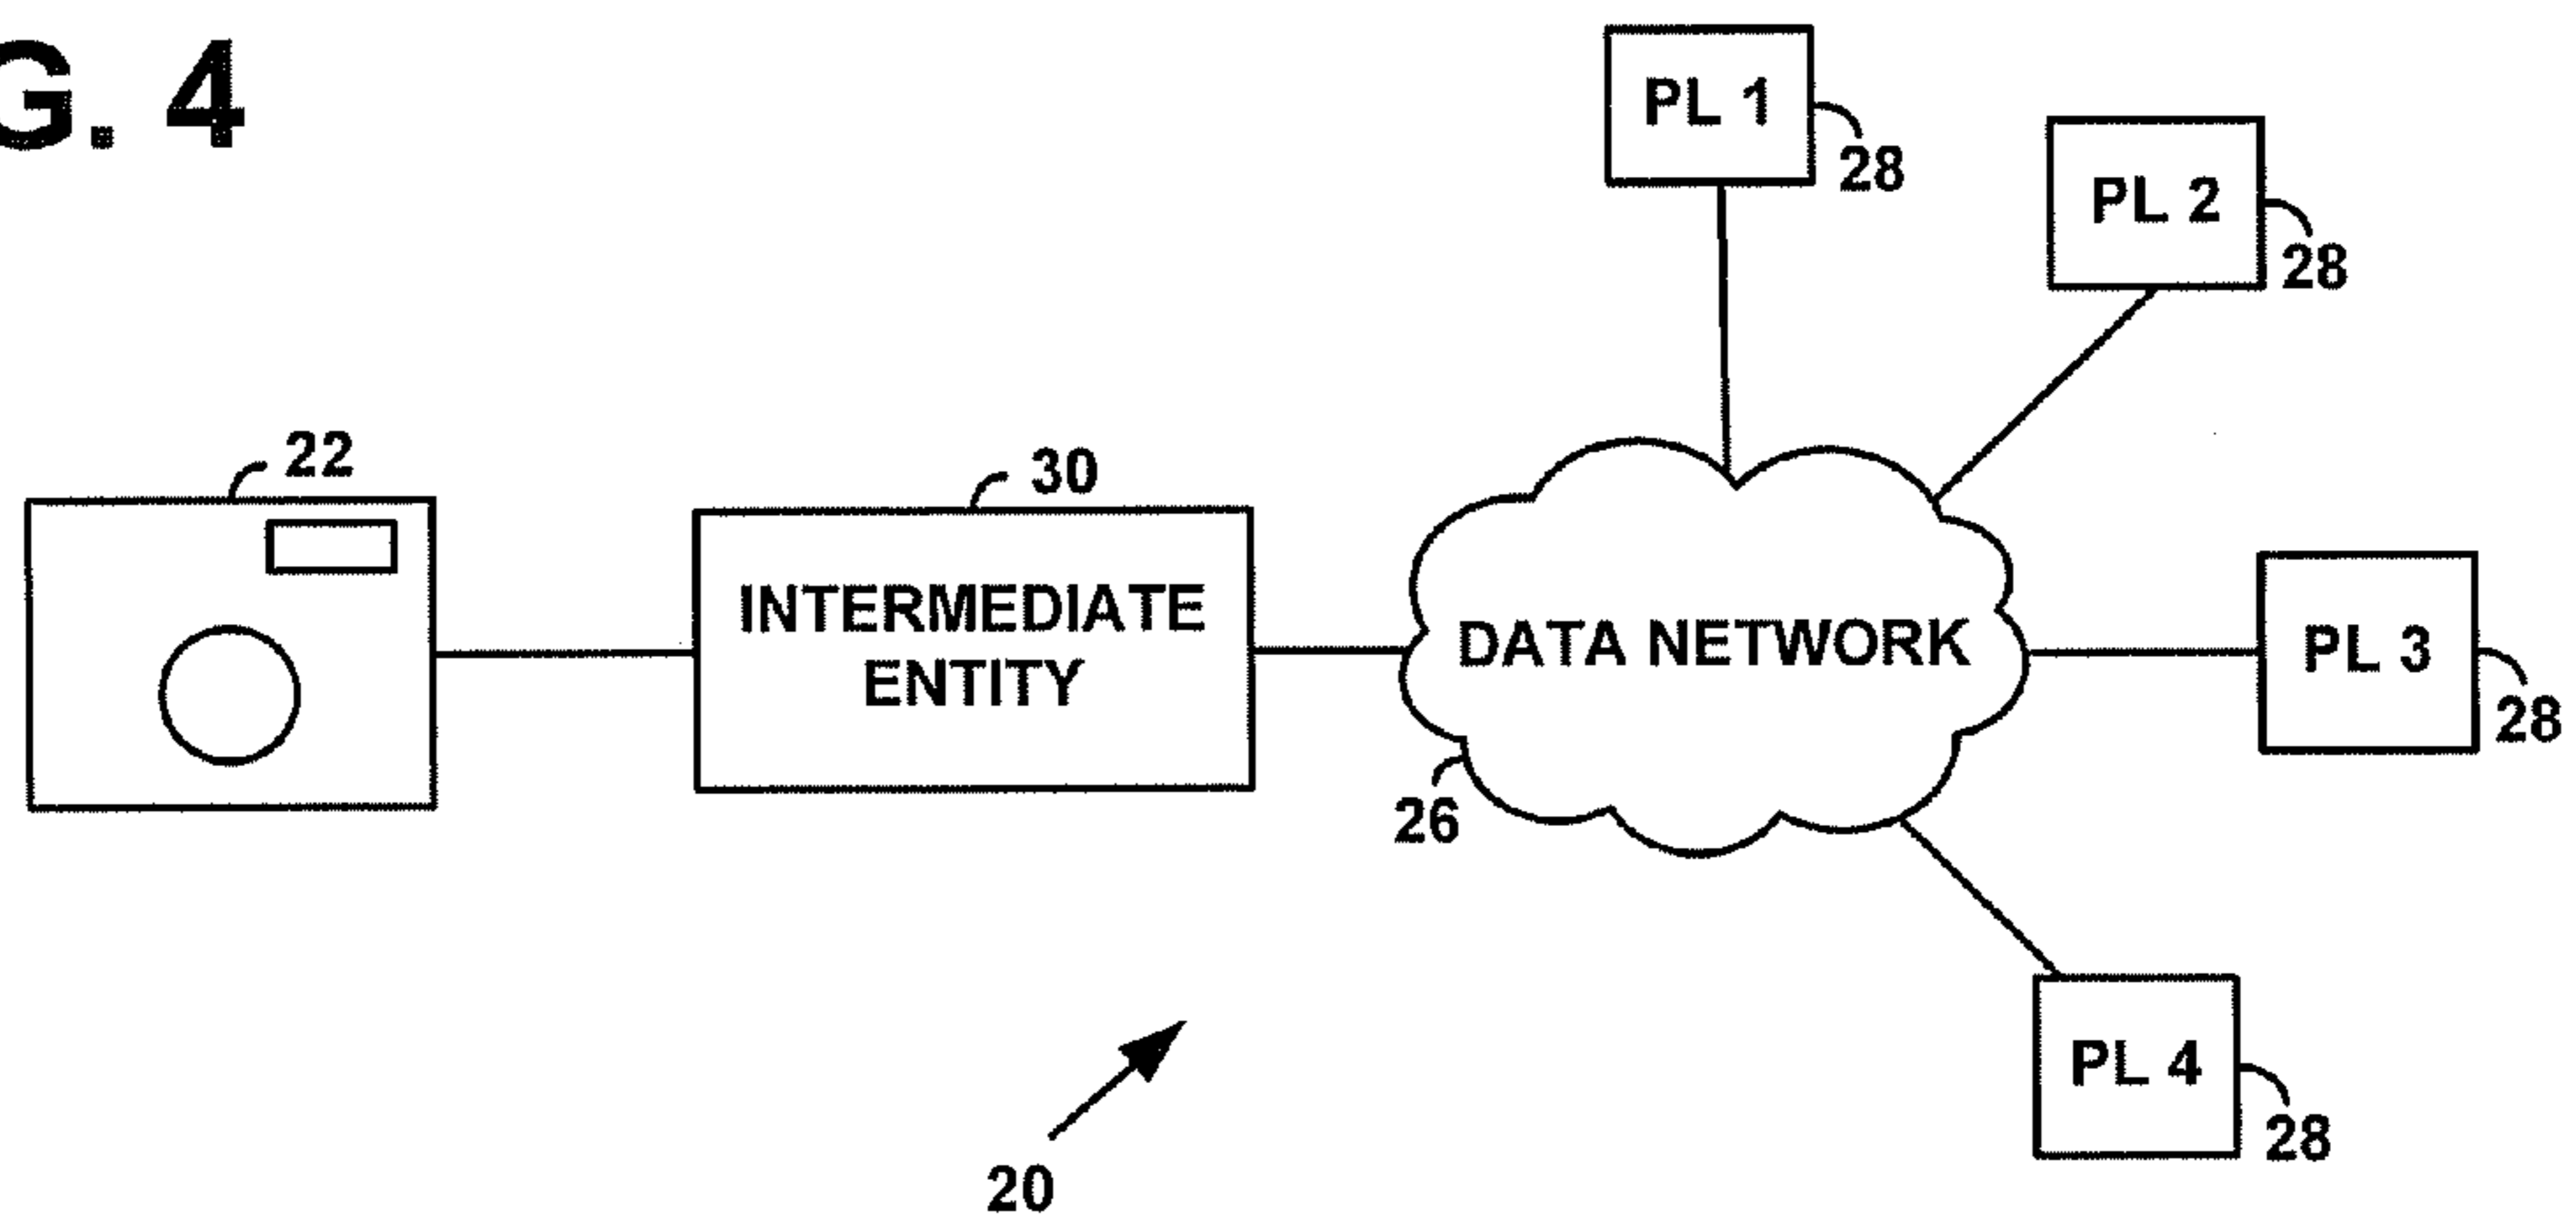 G. 4
PL 1
28
PL 2
28
22
30
INTERMEDIATE
ENTITY
DATA NETWORK
26
PL 3
28
PL 4
28
20